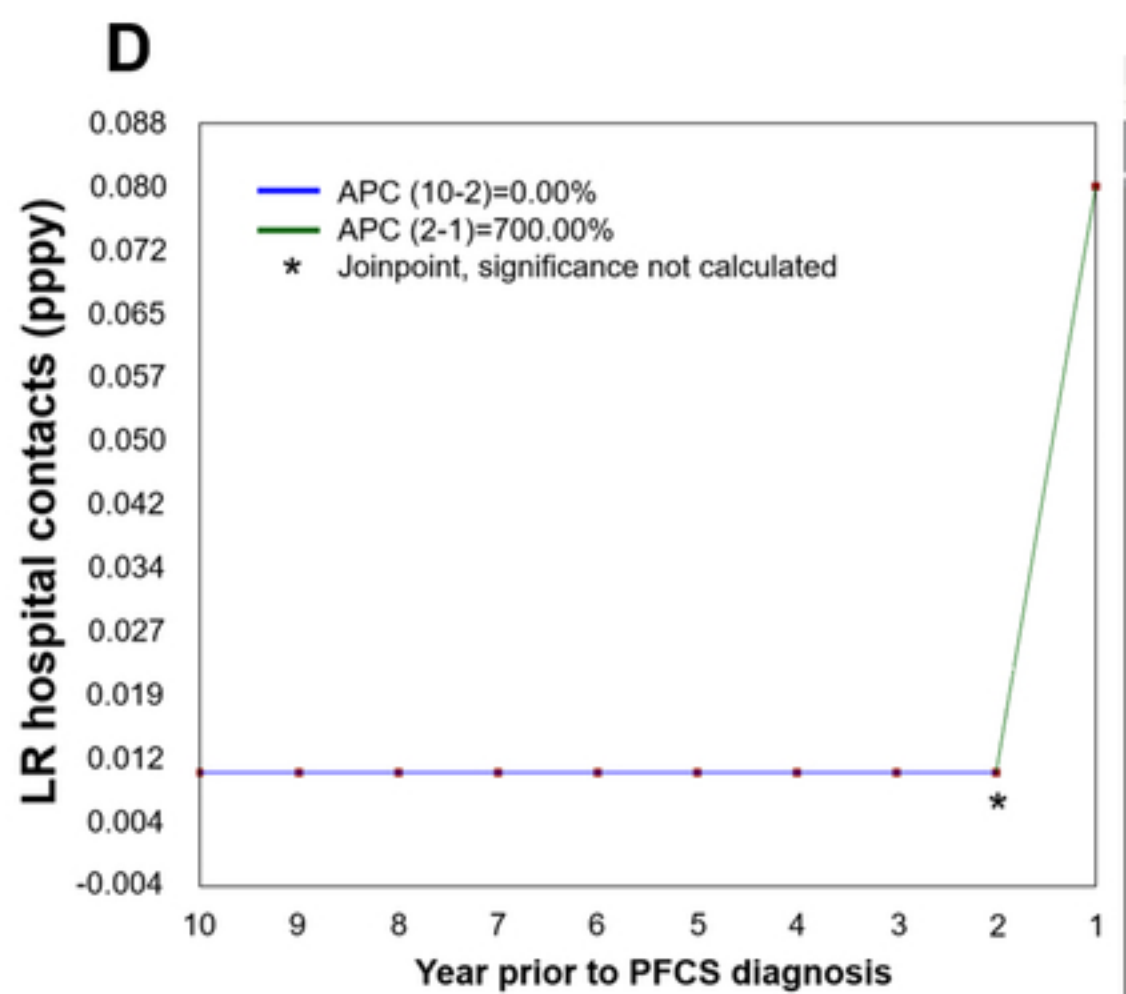 D
LR hospital contacts (pppy)
0.088
0.080
0.072
0.065
0.057
0.050
0.042
0.034
0.027
0.019
0.012
0.004
-0.004
APC (10-2)=0.00%
APC (2-1)=700.00%
* Joinpoint, significance not calculated
*
10 9 8 7 6 5 4 3 2 1
Year prior to PFCS diagnosis